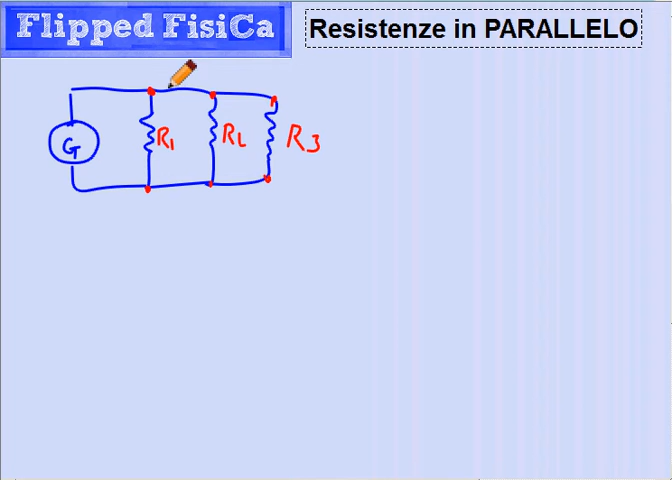 Flipped FisiCa
Resistenze in PARALLELO
G
R1
R2
R3